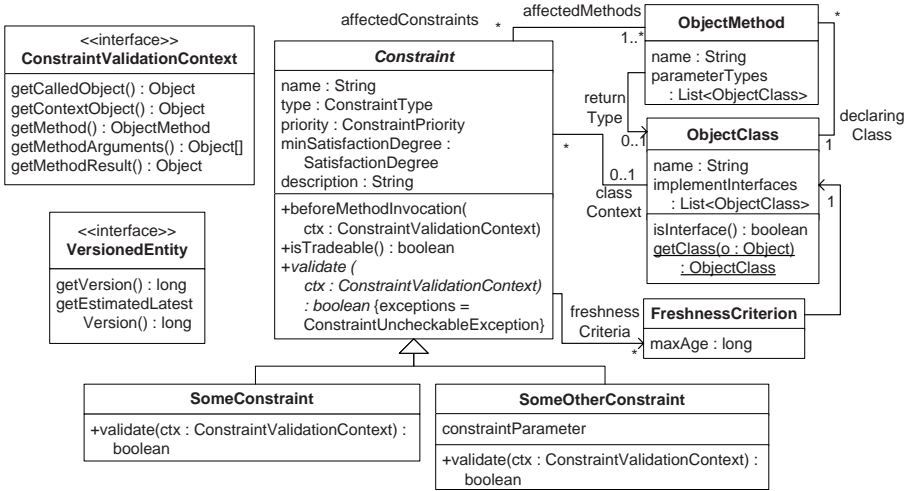 affectedConstraints
*
affectedMethods
1..*
<<interface>>
ConstraintValidationContext
getCalledObject() : Object
getContextObject() : Object
getMethod() : ObjectMethod
getMethodArguments() : Object[]
getMethodResult() : Object
<<interface>>
VersionedEntity
getVersion() : long
getEstimatedLatest
Version() : long
Constraint
name : String
type : ConstraintType
priority : ConstraintPriority
minSatisfactionDegree :
SatisfactionDegree
description : String
+beforeMethodInvocation(
ctx : ConstraintValidationContext)
+isTradeable() : boolean
+validate (
ctx : ConstraintValidationContext)
: boolean {exceptions =
ConstraintUncheckableException}
ObjectMethod
name : String
parameterTypes
: List<ObjectClass>
*
return
Type
0..1
1
declaring
Class
*
0..1
class
Context
ObjectClass
name : String
implementInterfaces
: List<ObjectClass>
isInterface() : boolean
getClass(o : Object)
: ObjectClass
1
freshness
Criteria
*
FreshnessCriterion
maxAge : long
SomeConstraint
+validate(ctx : ConstraintValidationContext) :
boolean
SomeOtherConstraint
constraintParameter
+validate(ctx : ConstraintValidationContext) :
boolean